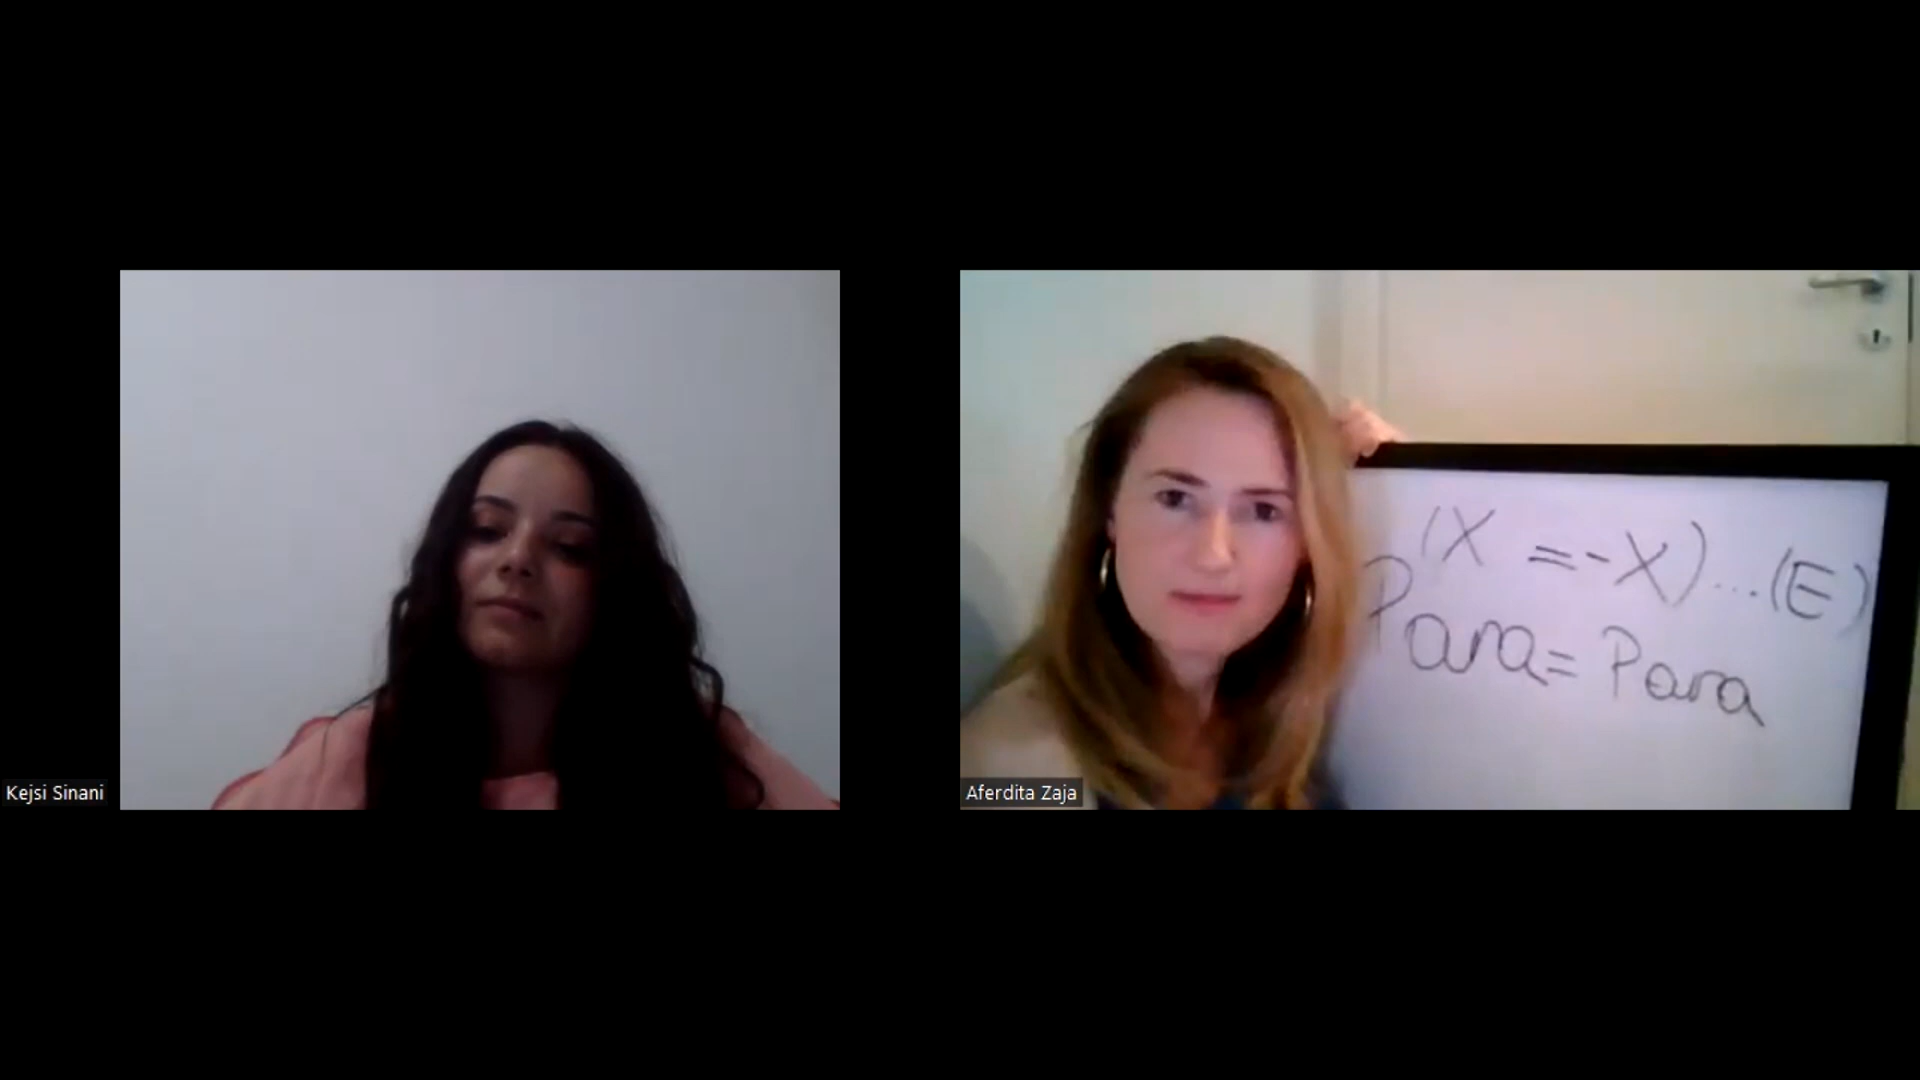 (X = -X)...(E)
Para = Para
Kejsi Sinani
Aferdita Zaja